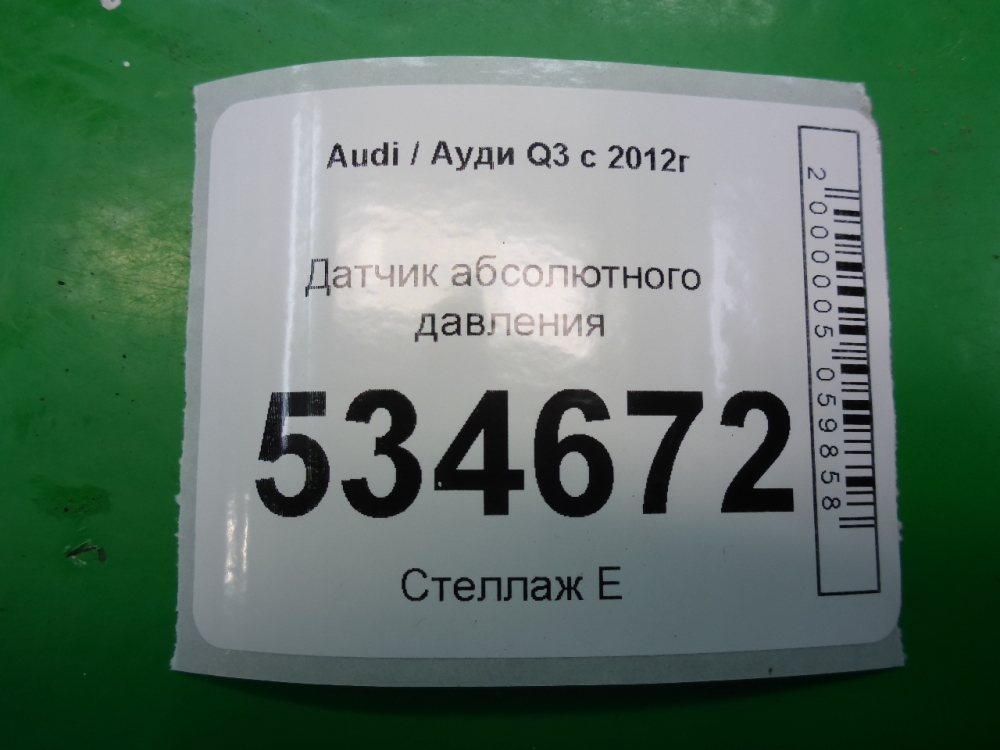 Audi / Ауди Q3 с 2012г
Датчик абсолютного
давления
534672
Стеллаж Е
2000005059858